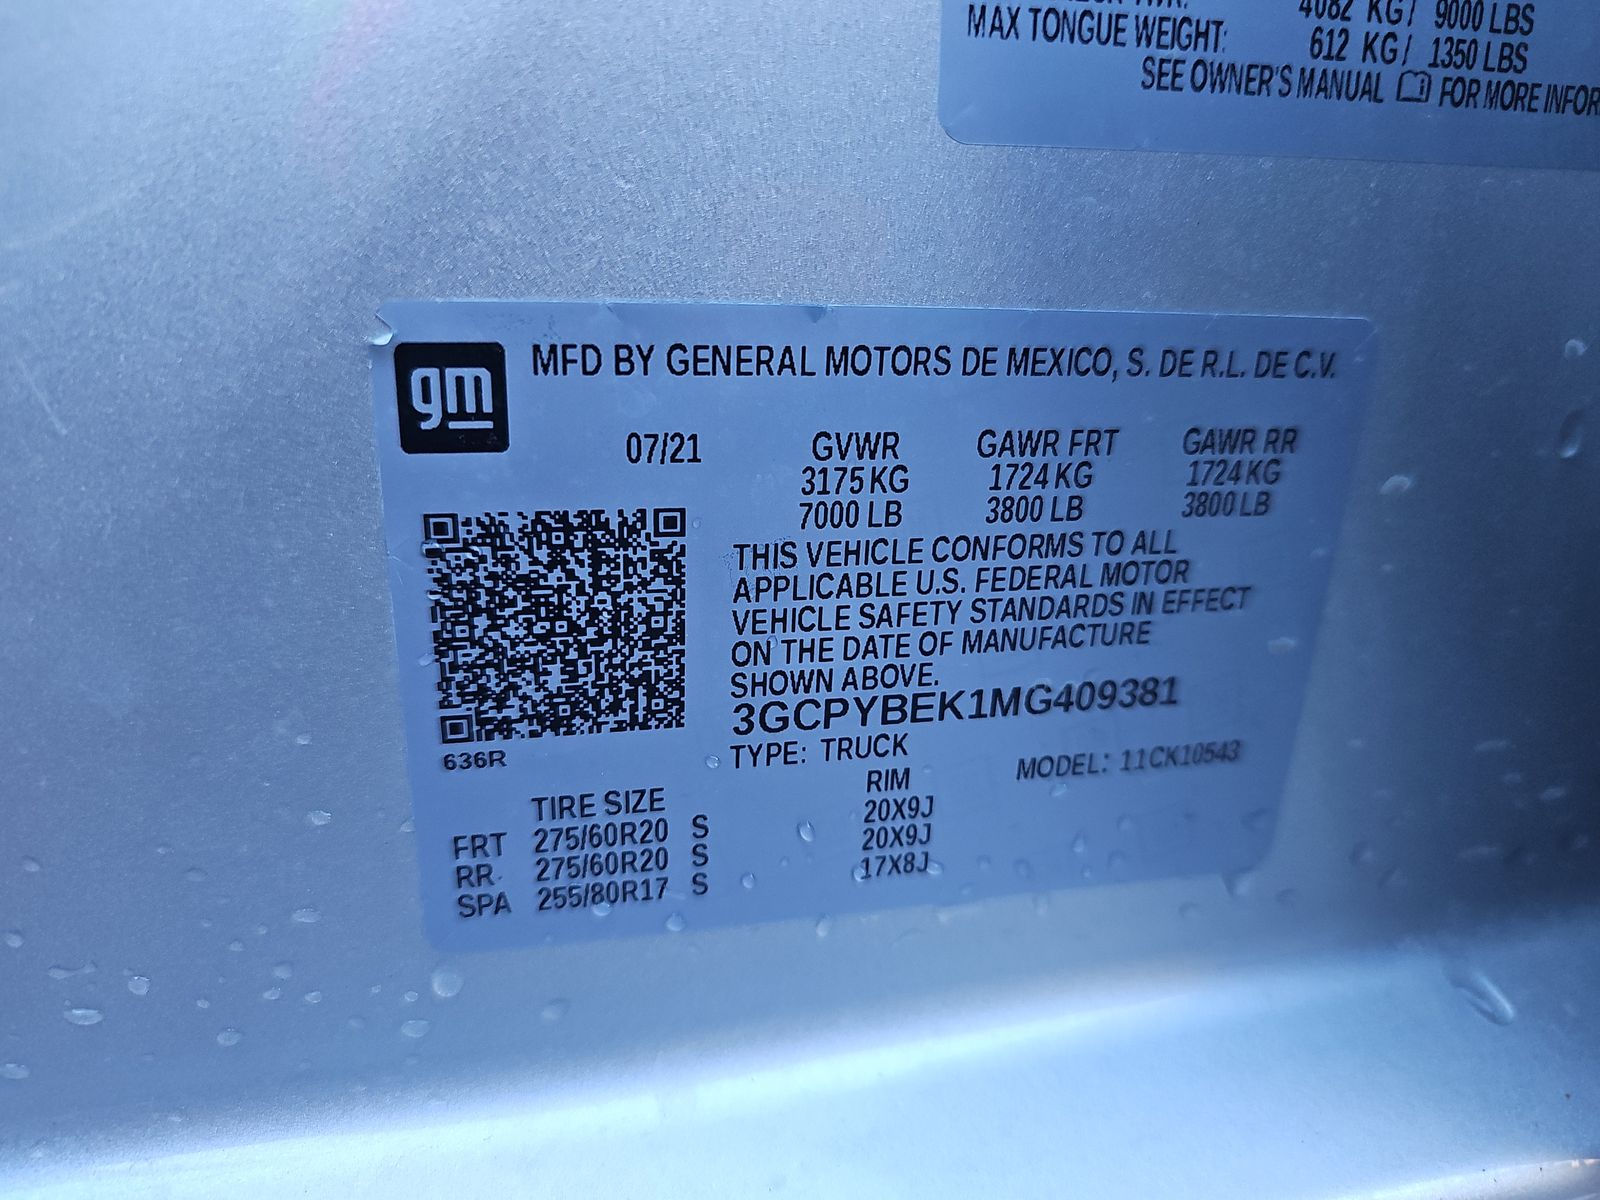 4082 KG/ 9000 LBS
MAX TONGUE WEIGHT: 612 KG/ 1350 LBS
SEE OWNER'S MANUAL FOR MORE
gm
MFD BY GENERAL MOTORS DE MEXICO, S. DE R.L. DE C.V.
07/21 GVWR GAWR FRT GAWR RR
3175 KG 1724 KG 1724 KG
7000 LB 3800 LB 3800 LB
THIS VEHICLE CONFORMS TO ALL
APPLICABLE U.S. FEDERAL MOTOR
VEHICLE SAFETY STANDARDS IN EFFECT
ON THE DATE OF MANUFACTURE
SHOWN ABOVE.
3GCPYBEK1MG409381
636R
TYPE: TRUCK MODEL: 11CK10543
TIRE SIZE RIM
FRT 275/60R20 S 20X9J
RR 275/60R20 S 20X9J
SPA 255/80R17 S 17X8J